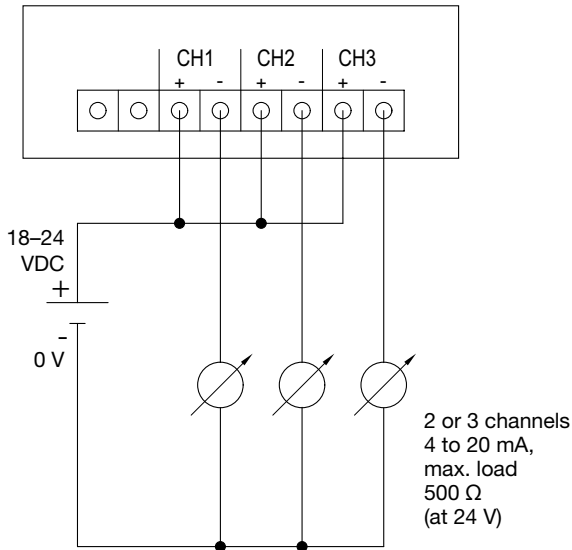 CH1 CH2 CH3
+ - + - + -
18–24
VDC
+
-
0 V
2 or 3 channels
4 to 20 mA,
max. load
500 Ω
(at 24 V)